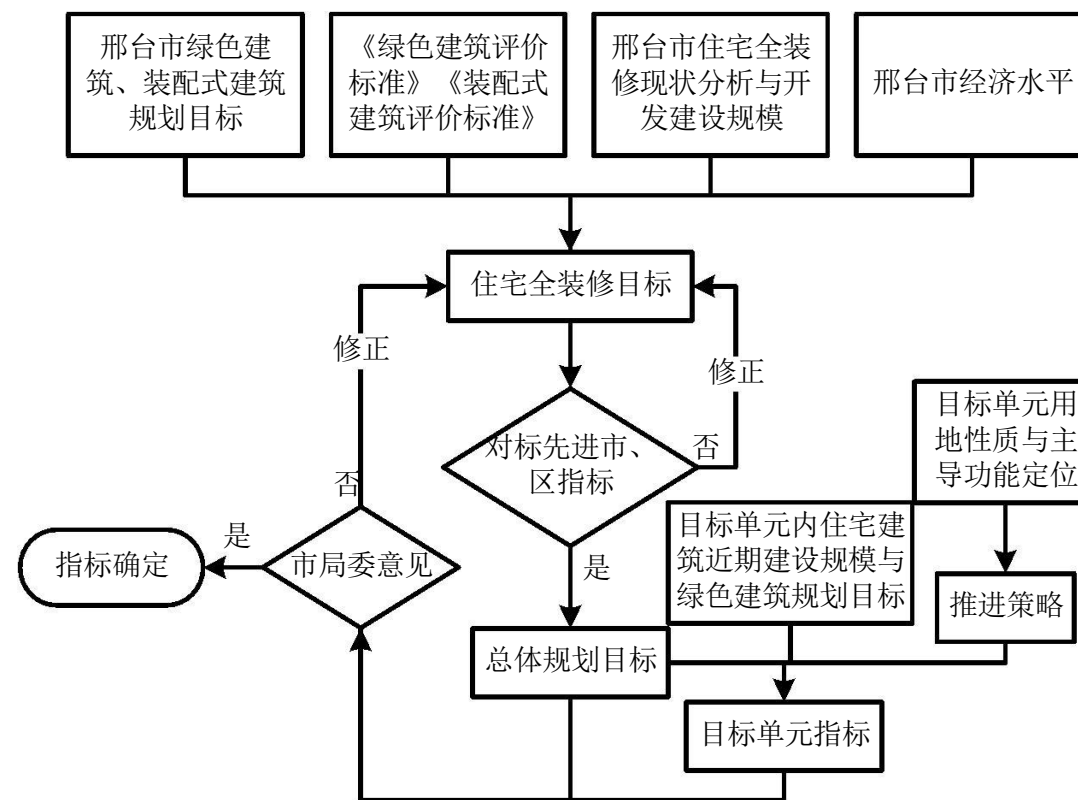 邢台市绿色建
筑、装配式建筑
规划目标
《绿色建筑评价
标准》《装配式
建筑评价标准》
邢台市住宅全装
修现状分析与开
发建设规模
邢台市经济水平
住宅全装修目标
修正
修正
对标先进市、
区指标
否
目标单元用
地性质与主
导功能定位
否
目标单元内住宅建
筑近期建设规模与
绿色建筑规划目标
指标确定
是
市局委意见
是
推进策略
总体规划目标
目标单元指标